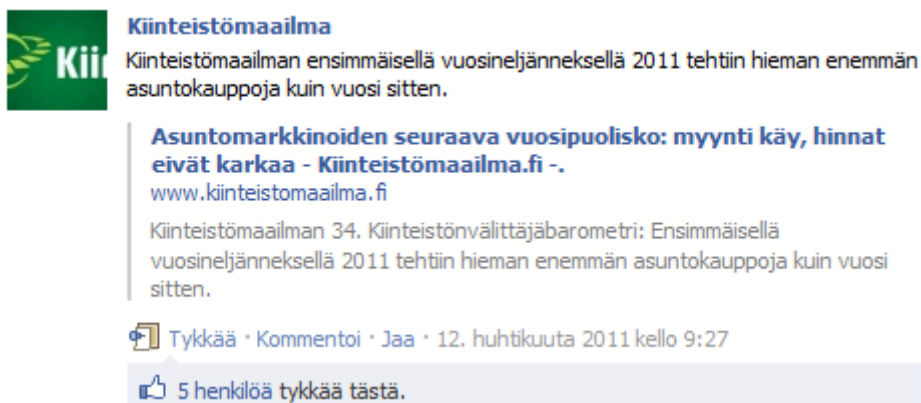 Kiinteistömaailma
Kiinteistömaailman ensimmäisellä vuosineljänneksellä 2011 tehtiin hieman enemmän
asuntokauppoja kuin vuosi sitten.
Asuntomarkkinoiden seuraava vuosipuolisko: myynti käy, hinnat
eivät karkaa - Kiinteistömaailma.fi -.
www.kiinteistomaailma.fi
Kiinteistömaailman 34. Kiinteistönvälittäjäbarometri: Ensimmäisellä
vuosineljänneksellä 2011 tehtiin hieman enemmän asuntokauppoja kuin vuosi
sitten.
Tykkää · Kommentoi · Jaa · 12. huhtikuuta 2011 kello 9:27
5 henkilöä tykkää tästä.